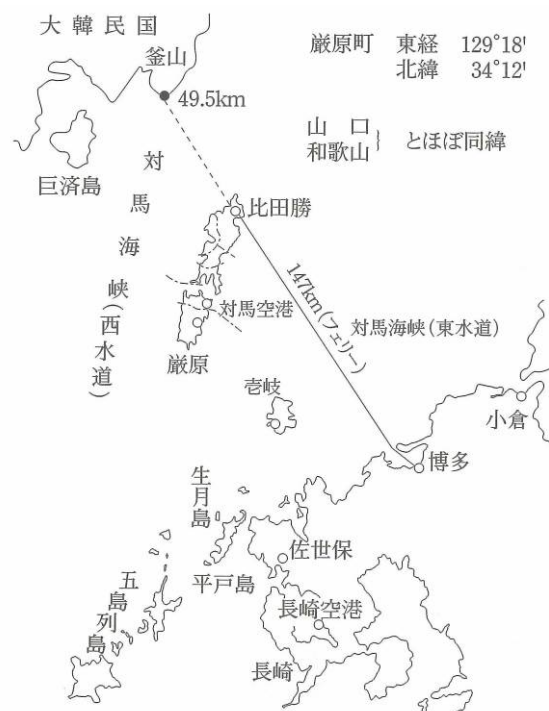 大韓民国
釜山
49.5km
厳原町 東経 129°18'
北緯 34°12'
山口
和歌山
とほぼ同緯
巨済島
対馬海峡(西水道)
比田勝
147km(フェリー)
対馬空港
対馬海峡(東水道)
厳原
壱岐
小倉
博多
生月島
佐世保
平戸島
五島列島
長崎空港
長崎